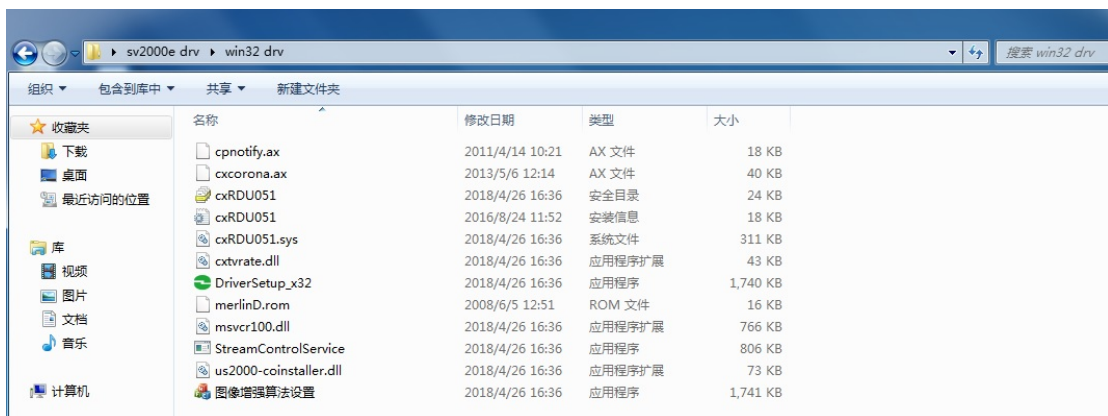 sv2000e drv ▸ win32 drv
搜索 win32 drv
组织 包含到库中 共享 新建文件夹
收藏夹
下载
桌面
最近访问的位置
库
视频
图片
文档
音乐
计算机
名称 修改日期 类型 大小
cpnotify.ax 2011/4/14 10:21 AX 文件 18 KB
cxcorona.ax 2013/5/6 12:14 AX 文件 40 KB
cxRDU051 2018/4/26 16:36 安全目录 24 KB
cxRDU051 2016/8/24 11:52 安装信息 18 KB
cxRDU051.sys 2018/4/26 16:36 系统文件 311 KB
cxtvrate.dll 2018/4/26 16:36 应用程序扩展 43 KB
DriverSetup_x32 2018/4/26 16:36 应用程序 1,740 KB
merlinD.rom 2008/6/5 12:51 ROM 文件 16 KB
msvcr100.dll 2018/4/26 16:36 应用程序扩展 766 KB
StreamControlService 2018/4/26 16:36 应用程序 806 KB
us2000-coinstaller.dll 2018/4/26 16:36 应用程序扩展 73 KB
图像增强算法设置 2018/4/26 16:36 应用程序 1,741 KB